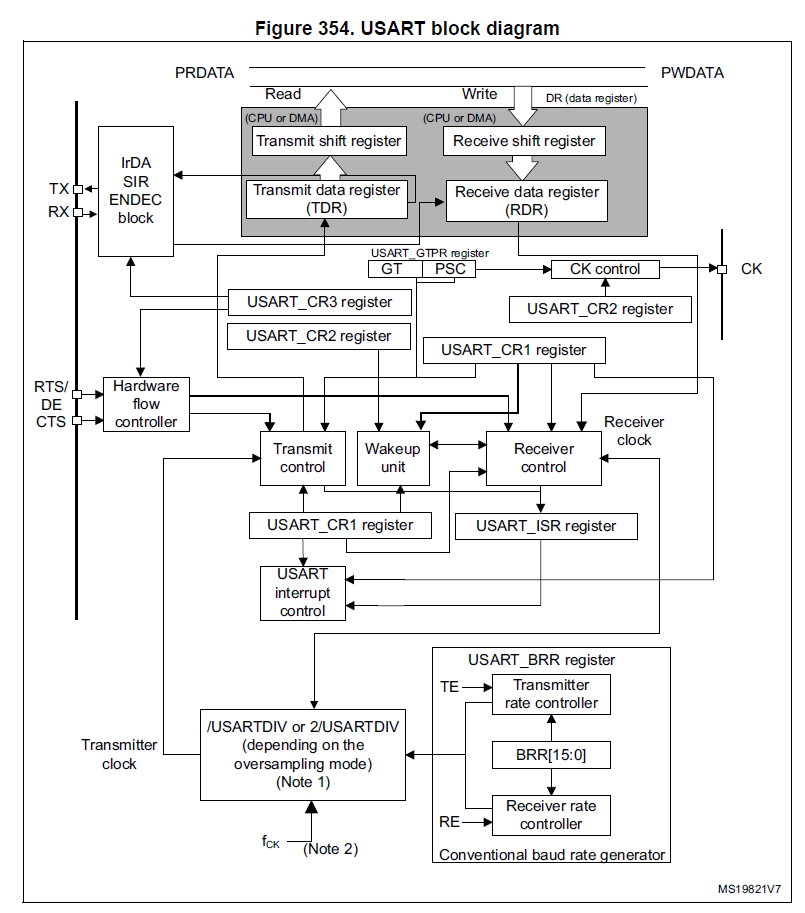 Figure 354. USART block diagram
PRDATA
PWDATA
Read
Write
DR (data register)
(CPU or DMA)
(CPU or DMA)
Transmit shift register
Receive shift register
IrDA
SIR
ENDEC
block
TX
RX
Transmit data register
(TDR)
Receive data register
(RDR)
USART_GTPR register
GT
PSC
CK control
CK
USART_CR3 register
USART_CR2 register
USART_CR2 register
USART_CR1 register
RTS/
DE
CTS
Hardware
flow
controller
Transmit
control
Wakeup
unit
Receiver
control
Receiver
clock
USART_CR1 register
USART_ISR register
USART
interrupt
control
USART_BRR register
TE
Transmitter
rate controller
Transmitter
clock
/USARTDIV or 2/USARTDIV
(depending on the
oversampling mode)
(Note 1)
BRR[15:0]
RE
Receiver rate
controller
fCK
(Note 2)
Conventional baud rate generator
MS19821V7